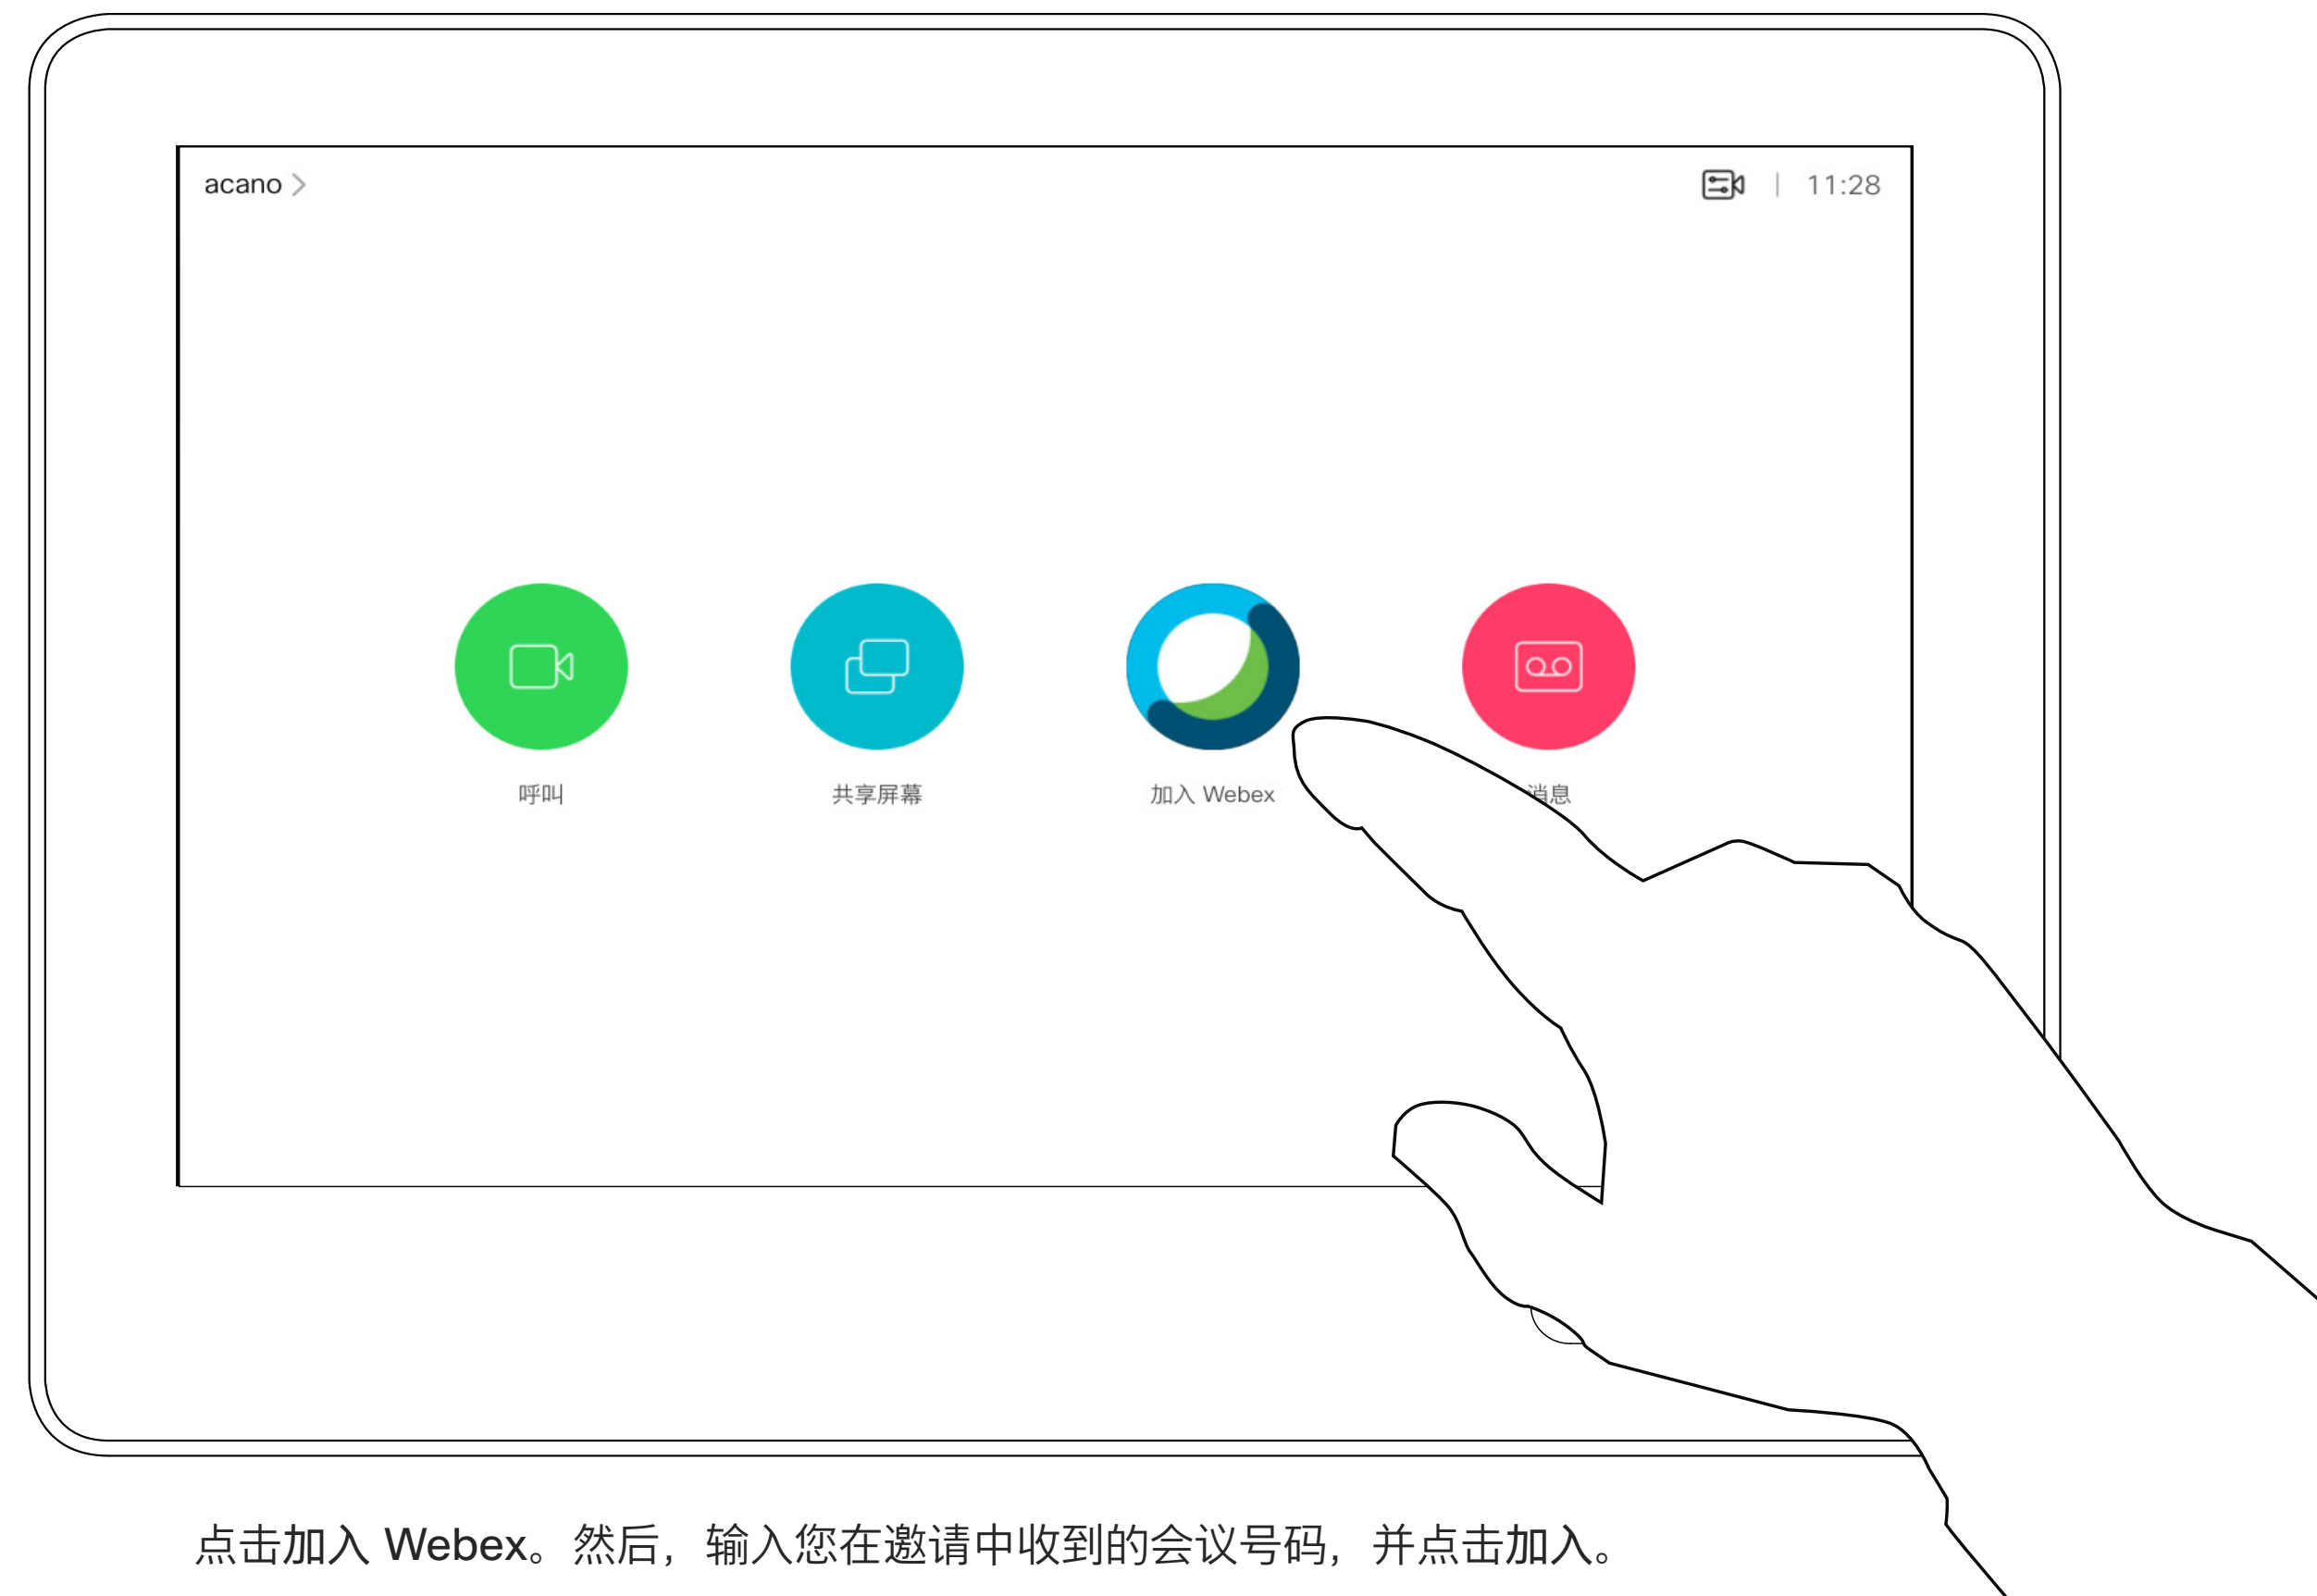 acano
11:28
呼叫
共享屏幕
加入 Webex
消息
点击加入 Webex。然后，输入您在邀请中收到的会议号码，并点击加入。